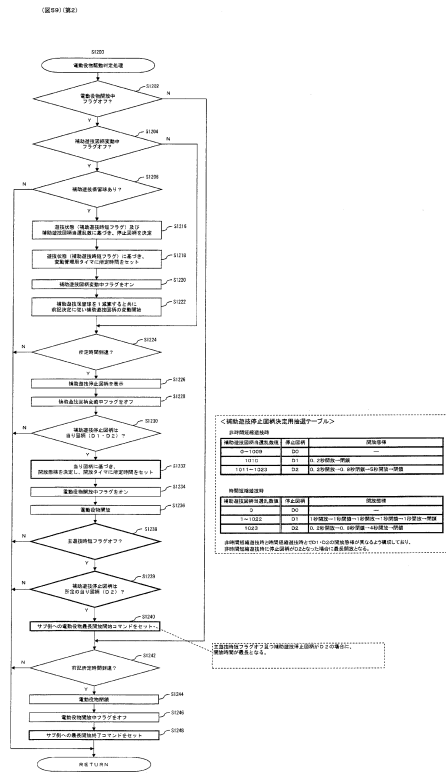 (図59)(第2)
S1200
電動役物駆動判定処理
S1202
電動役物開放中
フラグオフ?
N
Y
S1204
補助遊技図柄変動中
フラグオフ?
N
Y
S1206
補助遊技保留球あり?
N
Y
遊技状態(補助遊技時短フラグ)及び
補助遊技図柄当選乱数に基づき、停止図柄を決定
S1216
遊技状態(補助遊技時短フラグ)に基づき、
変動管理用タイマに所定時間をセット
S1218
補助遊技図柄変動中フラグをオン
S1220
補助遊技保留球を1減算すると共に
前記決定に従い補助遊技図柄の変動開始
S1222
S1224
所定時間到達?
N
Y
補助遊技停止図柄を表示
S1226
補助遊技図柄変動中フラグをオフ
S1228
S1230
補助遊技停止図柄は
当り図柄(D1・D2)?
N
Y
当り図柄に基づき、
開放態様を決定し、開放タイマに所定時間をセット
S1232
電動役物開放中フラグをオン
S1234
電動役物開放
S1236
S1238
主遊技時短フラグオフ?
N
Y
S1239
補助遊技停止図柄は
所定の当り図柄(D2)?
N
Y
サブ側への電動役物最長開放開始コマンドをセット
S1240
S1242
前記所定時間到達?
N
Y
電動役物閉鎖
S1244
電動役物開放中フラグをオフ
S1246
サブ側への最長開放終了コマンドをセット
S1248
RETURN
<補助遊技停止図柄決定用抽選テーブル>
非時間短縮遊技時
補助遊技図柄当選乱数値 停止図柄 開放態様
0~1009 D0 —
1010 D1 0.2秒開放→閉鎖
1011~1023 D2 0.2秒開放→0.8秒閉鎖→5秒開放→閉鎖
時間短縮遊技時
補助遊技図柄当選乱数値 停止図柄 開放態様
0 D0 —
1~1022 D1 1秒開放→1秒閉鎖→1秒開放→1秒閉鎖→1秒開放→閉鎖
1023 D2 0.2秒開放→0.8秒閉鎖→4秒開放→閉鎖
非時間短縮遊技時と時間短縮遊技時とでD1・D2の開放態様が異なるよう構成しており、
非時間短縮遊技時に停止図柄がD2となった場合に最長開放となる。
主遊技時短フラグオフ且つ補助遊技停止図柄がD2の場合に、
開放時間が最長となる。